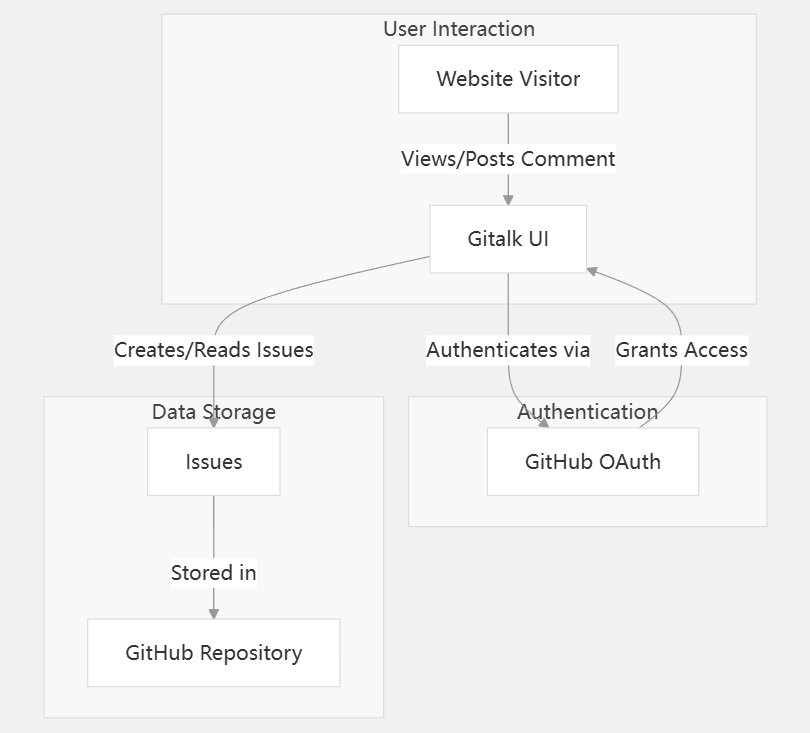 User Interaction
Website Visitor
Views/Posts Comment
Gitalk UI
Creates/Reads Issues
Authenticates via
Grants Access
Data Storage
Authentication
Issues
GitHub OAuth
Stored in
GitHub Repository